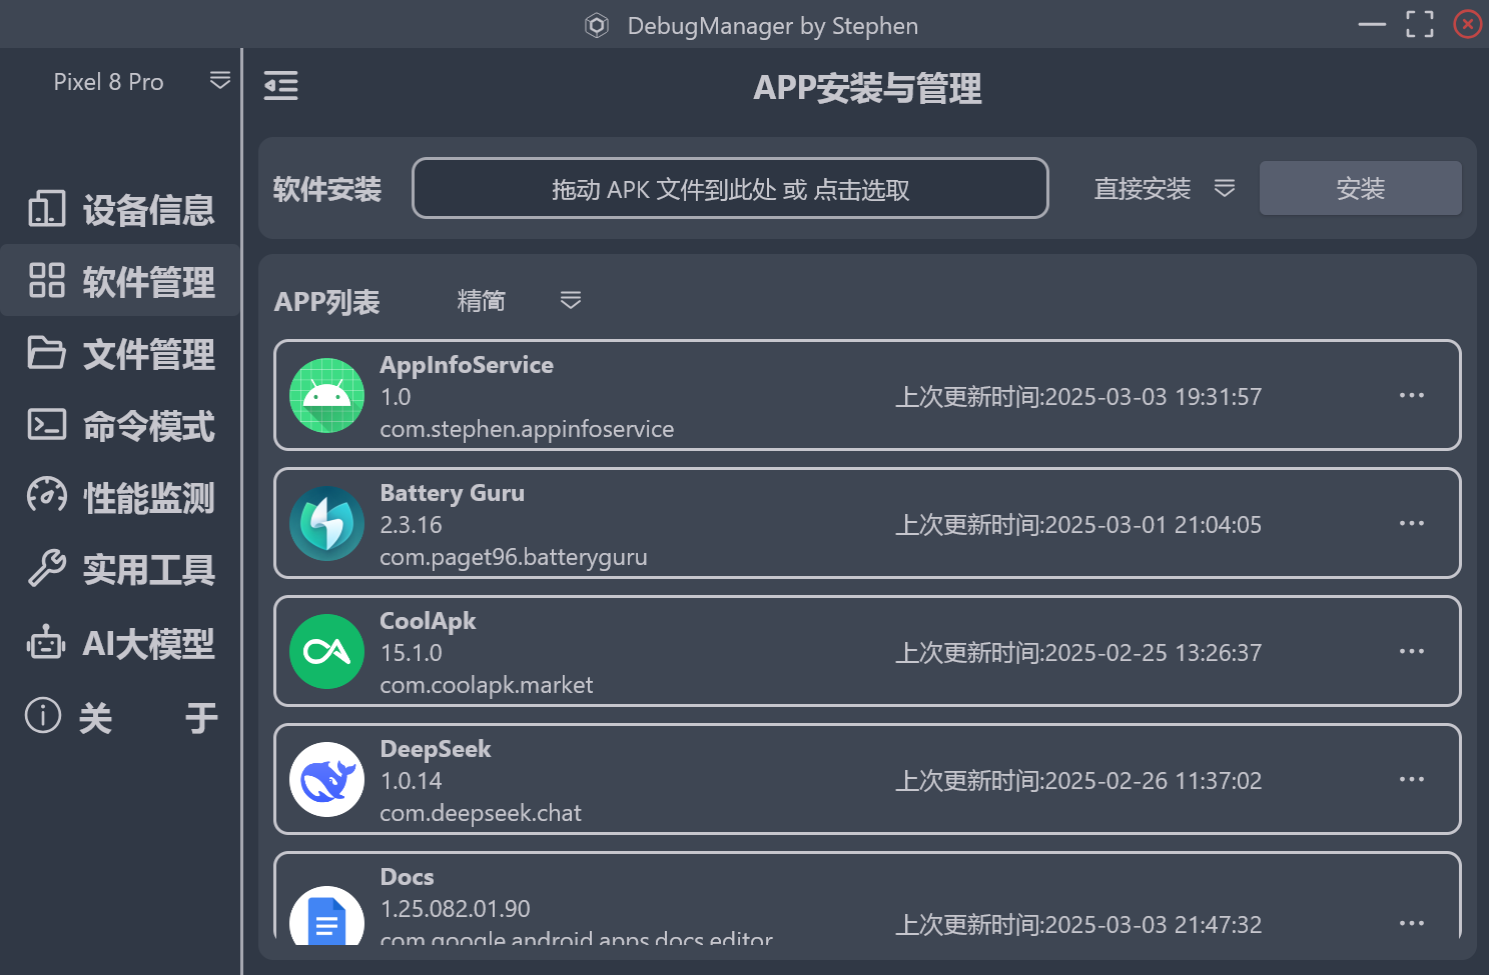 DebugManager by Stephen
Pixel 8 Pro
设备信息
软件管理
文件管理
命令模式
性能监测
实用工具
AI大模型
关 于
APP安装与管理
软件安装
拖动 APK 文件到此处 或 点击选取
直接安装
安装
APP列表
精简
AppInfoService
1.0
com.stephen.appinfoservice
上次更新时间:2025-03-03 19:31:57
Battery Guru
2.3.16
com.paget96.batteryguru
上次更新时间:2025-03-01 21:04:05
CoolApk
15.1.0
com.coolapk.market
上次更新时间:2025-02-25 13:26:37
DeepSeek
1.0.14
com.deepseek.chat
上次更新时间:2025-02-26 11:37:02
Docs
1.25.082.01.90
com.google.android.apps.docs.editor
上次更新时间:2025-03-03 21:47:32